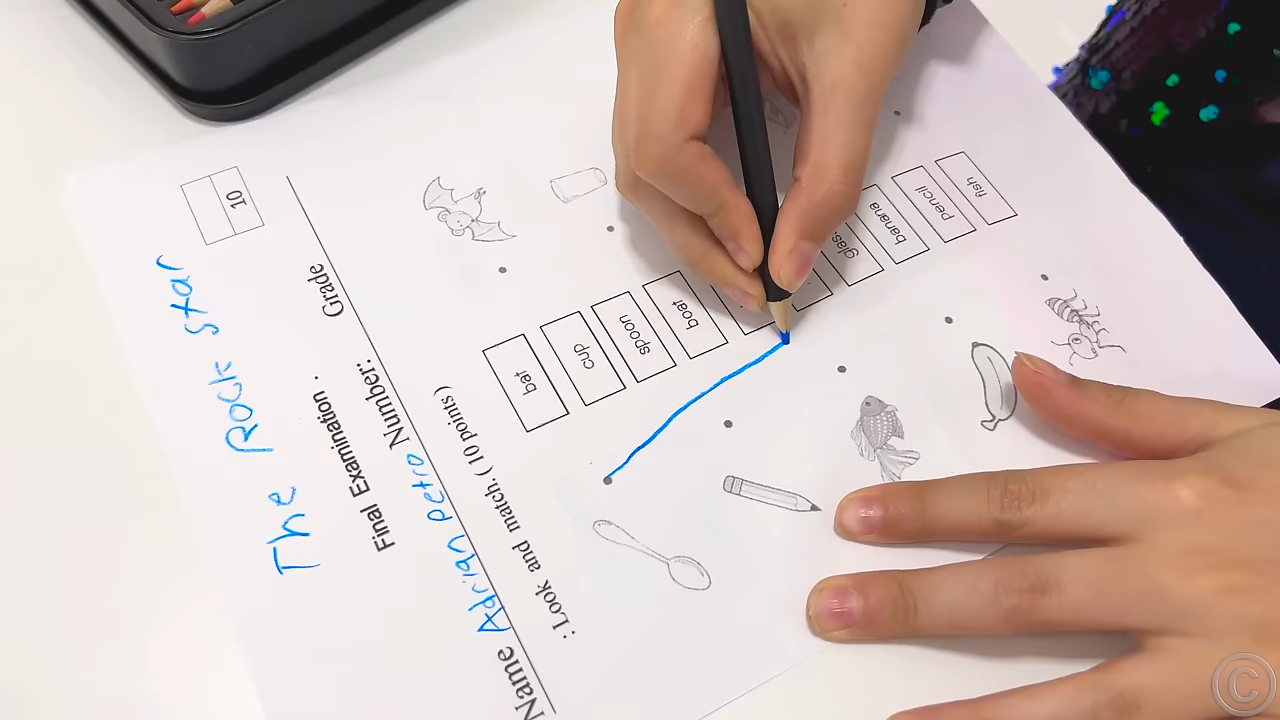 The Rock Star
10
Final Examination .
Name Adrian Petro Number:. Grade
: Look and match. ( 10 points)
bat
cup
spoon
boat
banana
pencil
fish
©